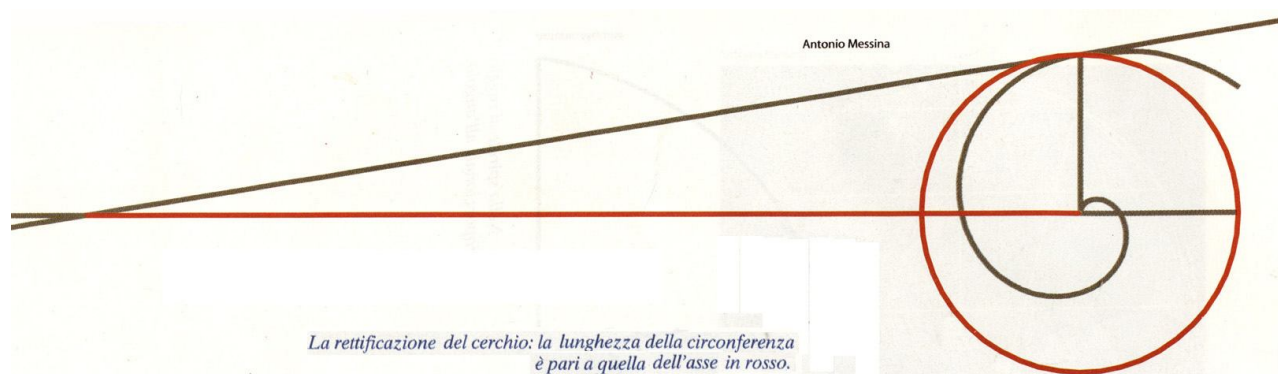 Antonio Messina
La rettificazione del cerchio: la lunghezza della circonferenza
è pari a quella dell'asse in rosso.